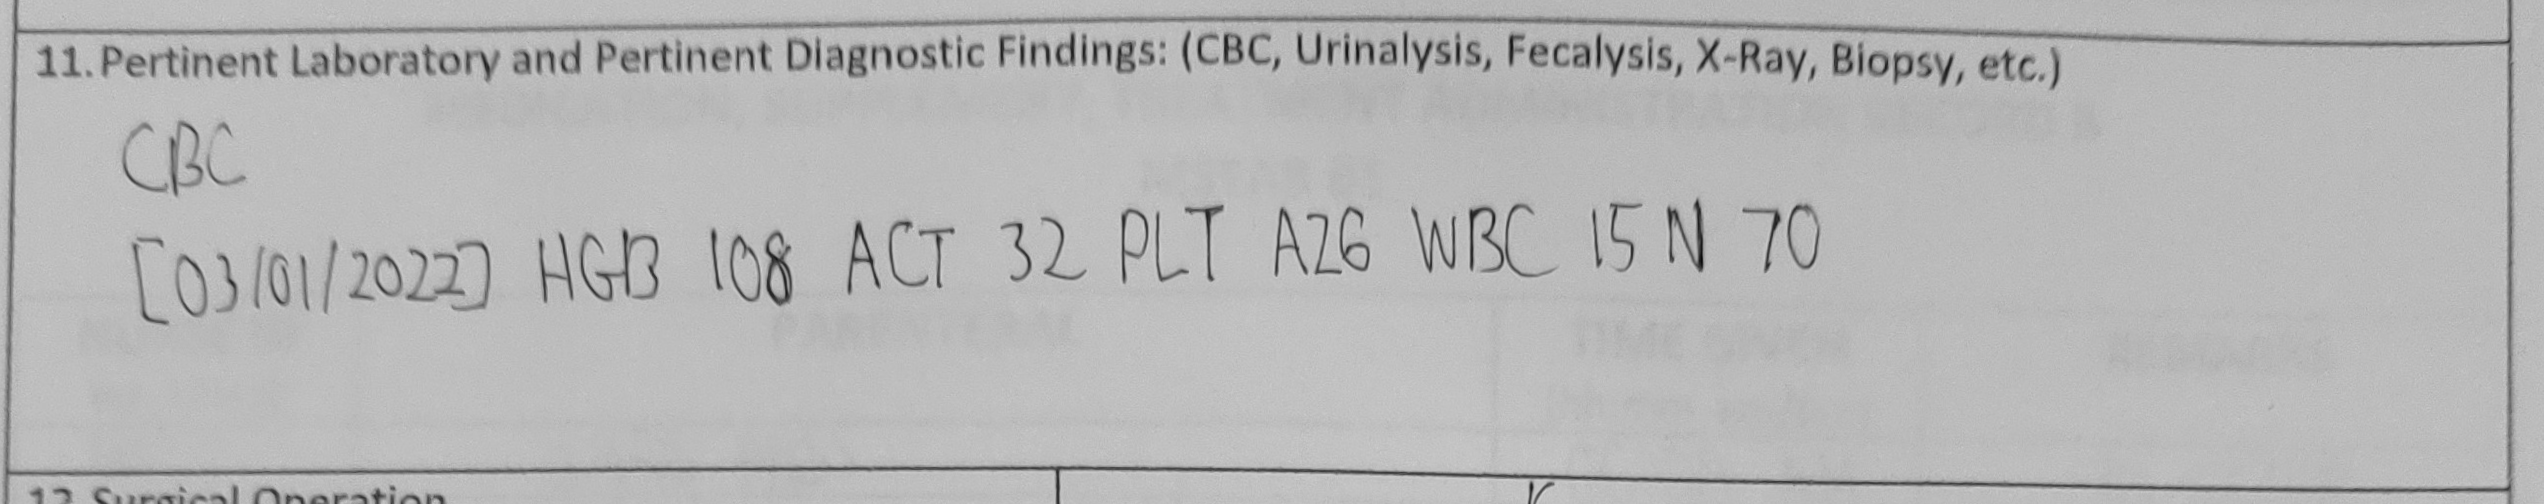 11. Pertinent Laboratory and Pertinent Diagnostic Findings: (CBC, Urinalysis, Fecalysis, X-Ray, Biopsy, etc.)
CBC
[03/01/2022] HGB 108 ACT 32 PLT A26 WBC 15 N 70
12. Surgical Operation